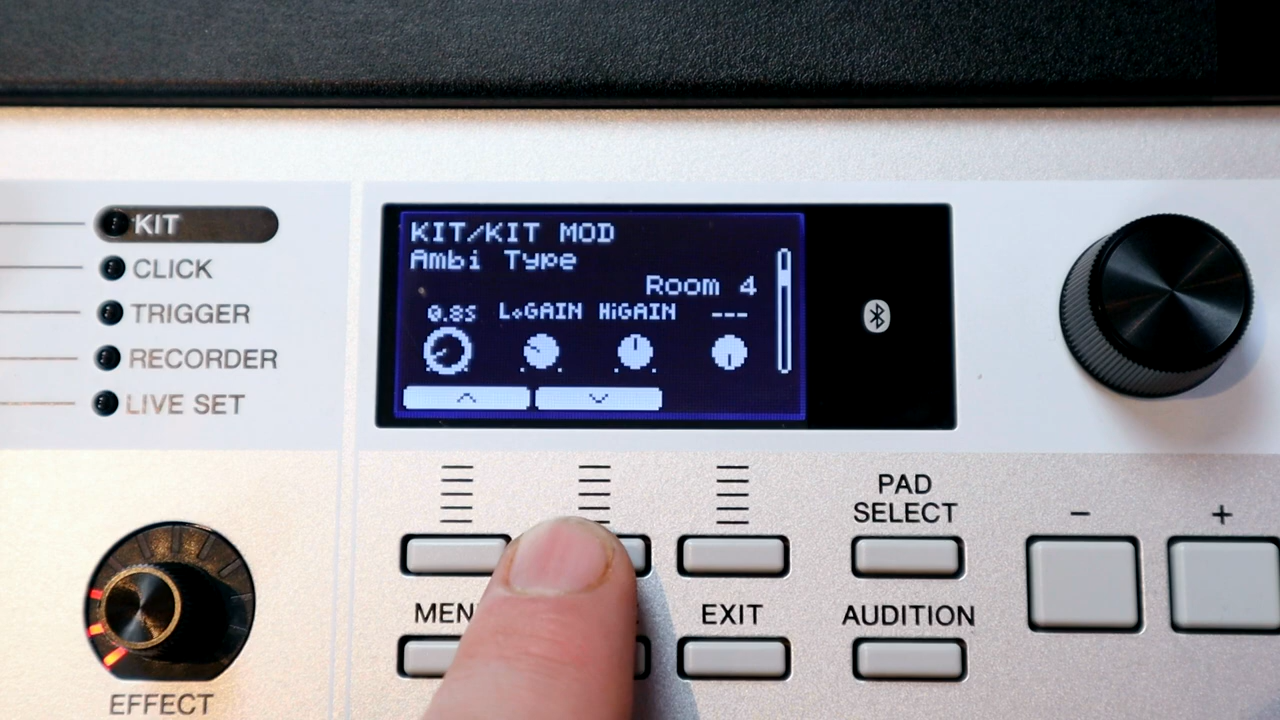 KIT
CLICK
TRIGGER
RECORDER
LIVE SET
KIT/KIT MOD
Ambi Type
Room 4
0.8s LoGAIN HiGAIN ---
PAD
SELECT
- +
EXIT
AUDITION
EFFECT